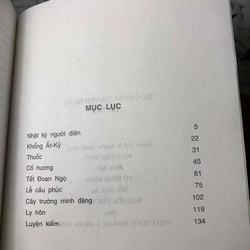 MỤC LỤC
Nhật ký người điên 5
Khổng Ất-Kỷ 22
Thuốc 31
Cố hương 45
Tết Đoan Ngọ 61
Lễ cầu phúc 75
Cây trường minh đăng 102
Ly hôn 119
Luyện kiếm 134